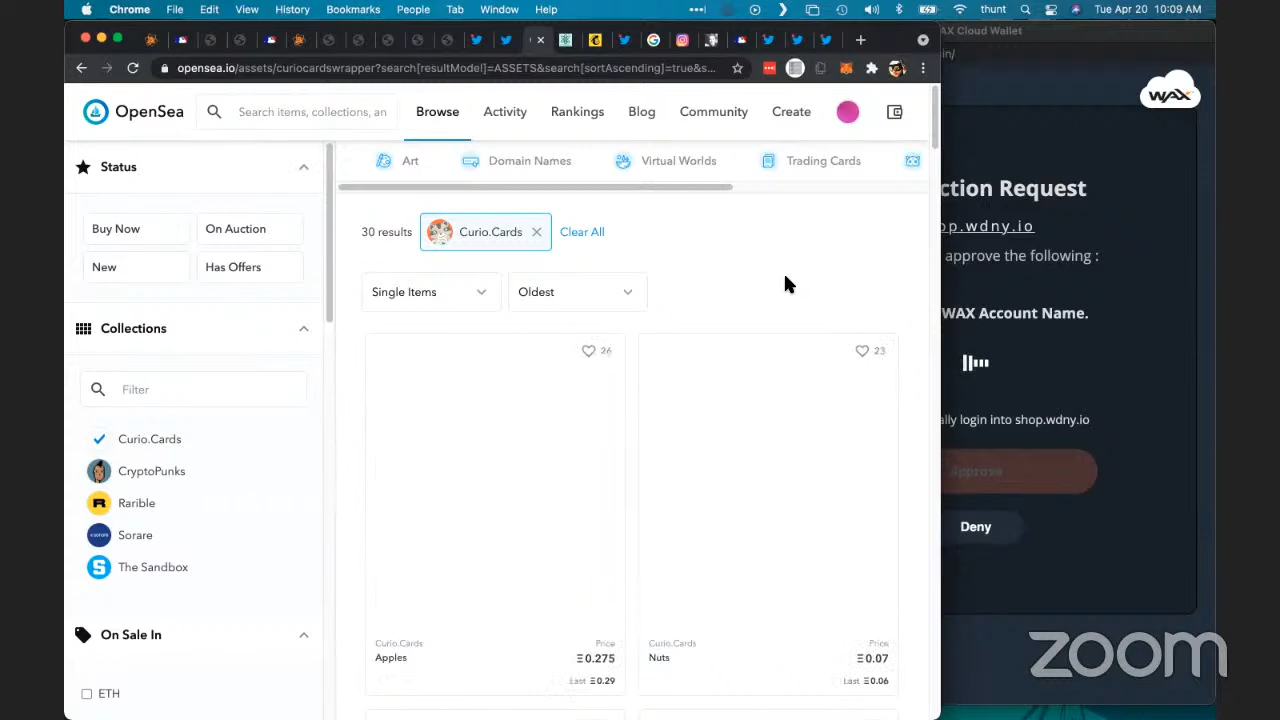 Chrome File Edit View History Bookmarks People Tab Window Help thunt Tue Apr 20 10:09 AM
AX Cloud Wallet
in/
opensea.io/assets/curiocardswrapper?search[resultModel]=ASSETS&search[sortAscending]=true&s...
OpenSea
Search items, collections, an
Browse Activity Rankings Blog Community Create
WAX
Status
Art Domain Names Virtual Worlds Trading Cards
Buy Now On Auction
New Has Offers
30 results Curio.Cards Clear All
Single Items Oldest
Collections
Filter
Curio.Cards
CryptoPunks
Rarible
Sorare
The Sandbox
On Sale In
ETH
26
Curio.Cards Price
Apples Ξ0.275
Last Ξ0.29
23
Curio.Cards Price
Nuts Ξ0.07
Last Ξ0.06
ction Request
op.wdny.io
approve the following :
WAX Account Name.
ally login into shop.wdny.io
Approve
Deny
zoom